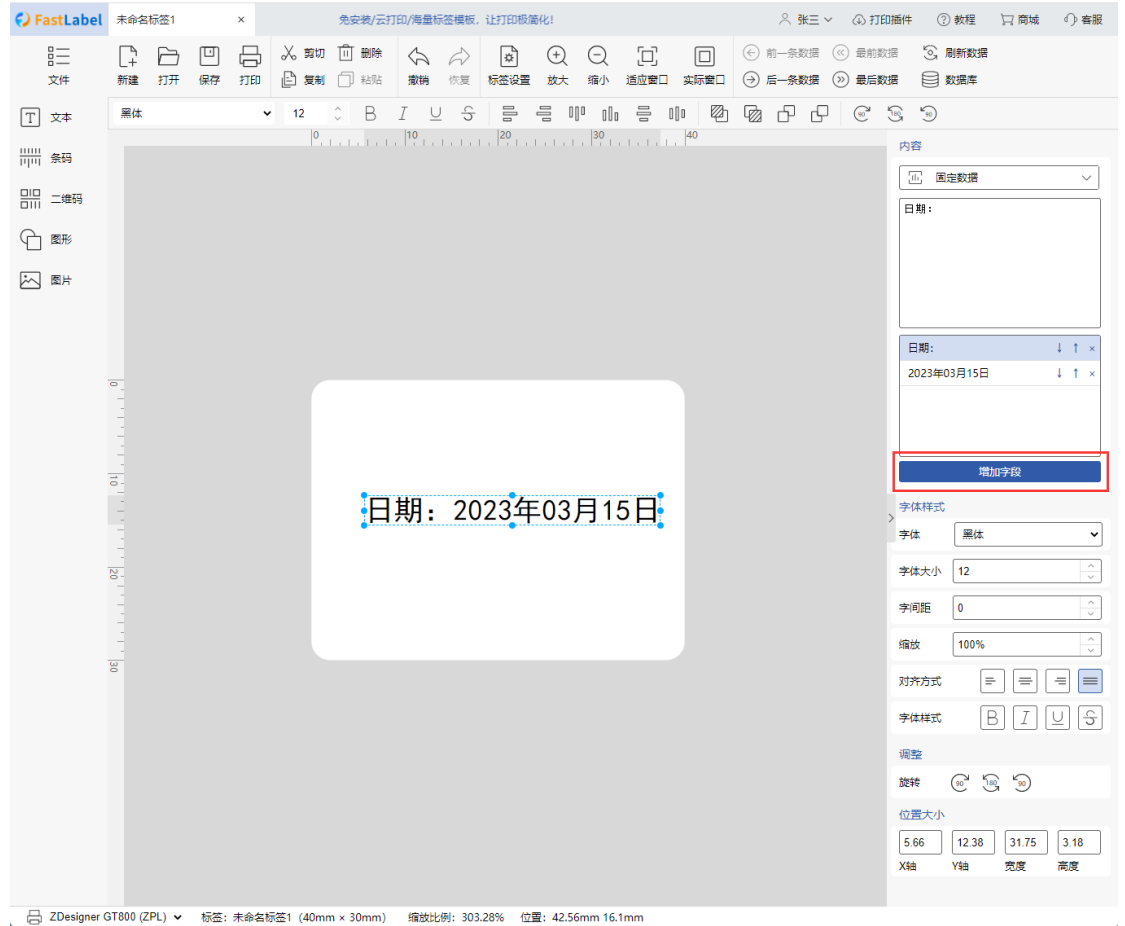 FastLabel 未命名标签1 × 免安装/云打印/海量标签模板，让打印极简化! 张三 打印插件 教程 商城 客服
剪切 删除 前一条数据 最前数据 刷新数据
文件 新建 打开 保存 打印 复制 粘贴 撤销 恢复 标签设置 放大 缩小 适应窗口 实际窗口 后一条数据 最后数据 数据库
文本 黑体 12 B I U S 90 180 90
0 10 20 30 40
内容
条码
固定数据
二维码
日期：
图形
图片
日期： ↓ ↑ ×
2023年03月15日 ↓ ↑ ×
0
增加字段
10
日期：2023年03月15日
字体样式
字体 黑体
字体大小 12
20
字间距 0
缩放 100%
30
对齐方式
字体样式 B I U S
调整
旋转 90 180 90
位置大小
5.66 12.38 31.75 3.18
X轴 Y轴 宽度 高度
ZDesigner GT800 (ZPL) 标签：未命名标签1（40mm × 30mm） 缩放比例：303.28% 位置：42.56mm 16.1mm